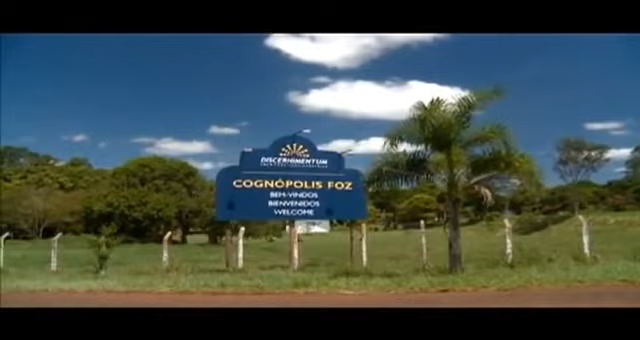 DISCERNIMENTUM
COGNÓPOLIS FOZ
BEM-VINDOS
BIENVENIDOS
WELCOME